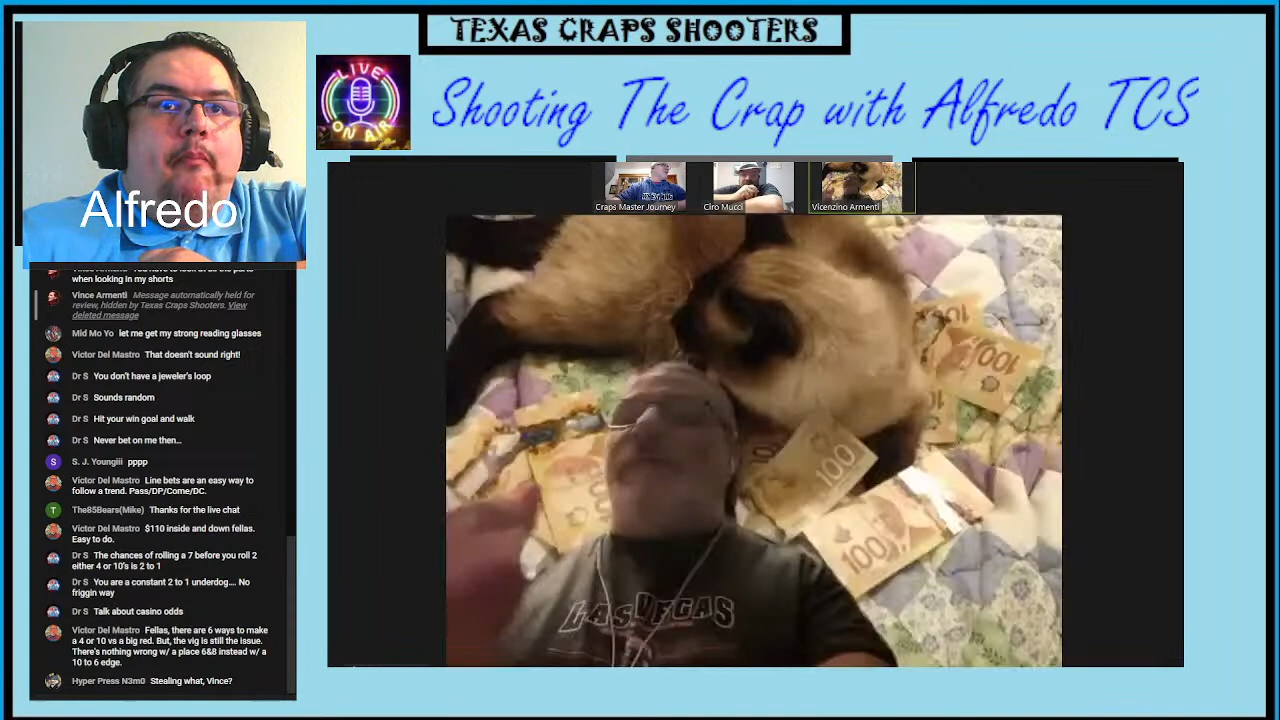 TEXAS CRAPS SHOOTERS
LIVE
ON AIR
Shooting The Crap with Alfredo TCS
Alfredo
Craps Master Journey
Ciro Mucci
Vicenzino Armenti
when looking in my shorts
Vince Armenti Message automatically held for
review, hidden by Texas Craps Shooters. View
deleted message
Mid Mo Yo let me get my strong reading glasses
Victor Del Mastro That doesn't sound right!
Dr S You don't have a jeweler's loop
Dr S Sounds random
Dr S Hit your win goal and walk
Dr S Never bet on me then...
S S. J. Youngiii pppp
Victor Del Mastro Line bets are an easy way to
follow a trend. Pass/DP/Come/DC.
T The85Bears(Mike) Thanks for the live chat
Victor Del Mastro $110 inside and down fellas.
Easy to do.
Dr S The chances of rolling a 7 before you roll 2
either 4 or 10's is 2 to 1
Dr S You are a constant 2 to 1 underdog.... No
friggin way
Dr S Talk about casino odds
Victor Del Mastro Fellas, there are 6 ways to make
a 4 or 10 vs a big red. But, the vig is still the issue.
There's nothing wrong w/ a place 6&8 instead w/ a
10 to 6 edge.
Hyper Press N3m0 Stealing what, Vince?
100
100
100
LAS VEGAS